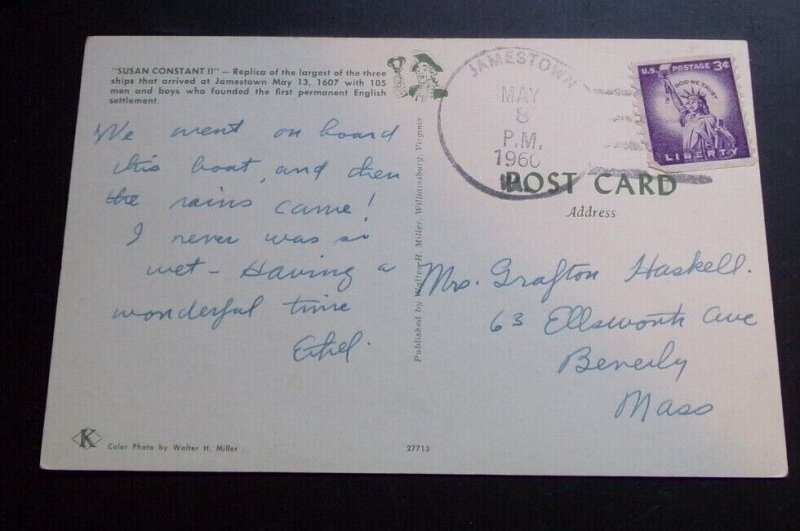 "SUSAN CONSTANT II" — Replica of the largest of the three
ships that arrived at Jamestown May 13, 1607 with 105
men and boys who founded the first permanent English
settlement.
We went on board
this boat, and then
the rains came!
I never was so
wet - Having a
wonderful time
Ethel.
K
Color Photo by Walter H. Miller
27713
Published by Walter H. Miller, Williamsburg, Virginia
JAMESTOWN
MAY
8
P.M.
1960
VA.
U.S. POSTAGE 3¢
IN GOD WE TRUST
LIBERTY
POST CARD
Address
Mrs. Grafton Haskell.
63 Ellsworth Ave
Beverly
Mass